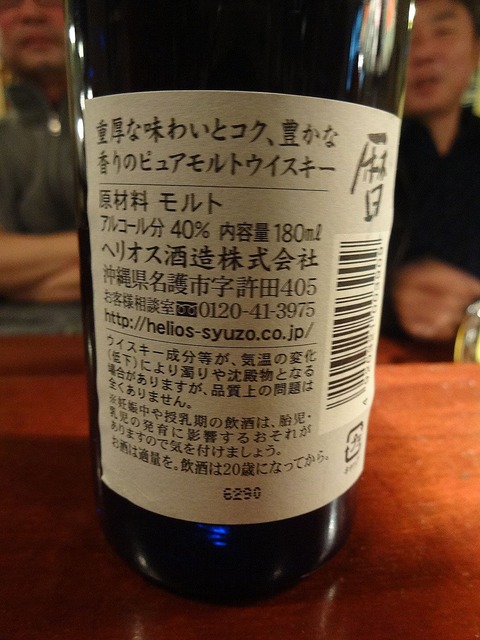 重厚な味わいとコク、豊かな
香りのピュアモルトウイスキー
暦
原材料 モルト
アルコール分 40% 内容量 180mℓ
ヘリオス酒造株式会社
沖縄県名護市字許田405
お客様相談室 0120-41-3975
http://helios-syuzo.co.jp/
ウイスキー成分等が、気温の変化
(低下)により濁りや沈殿物となる
場合がありますが、品質上の問題は
全くありません。
※妊娠中や授乳期の飲酒は、胎児・
乳児の発育に影響するおそれが
ありますので気を付けましょう。
お酒は適量を。飲酒は20歳になってから。
6290